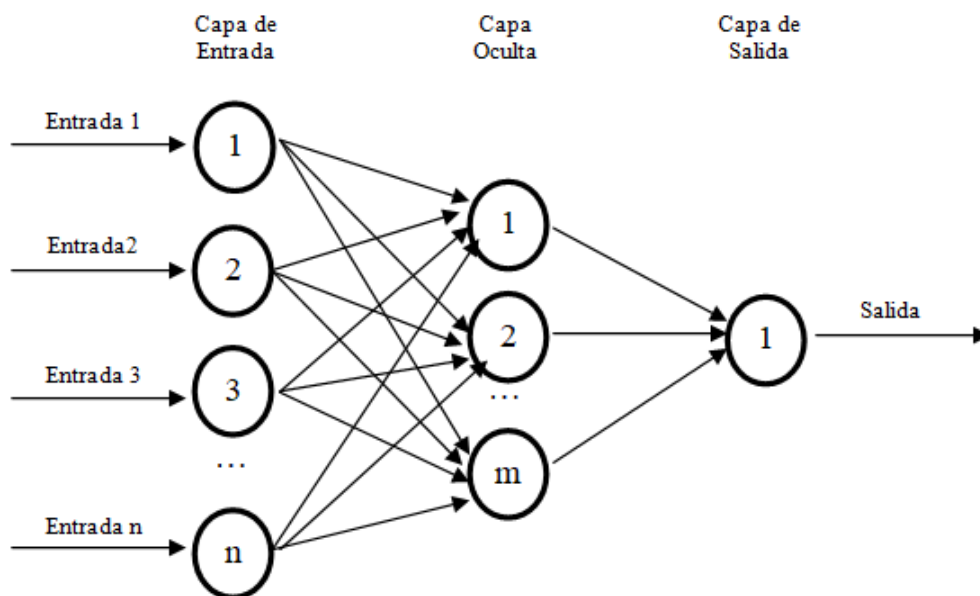 Capa de
Entrada
Capa
Oculta
Capa de
Salida
Entrada 1
1
Entrada2
2
Entrada 3
3
...
Entrada n
n
1
2
...
m
1
Salida